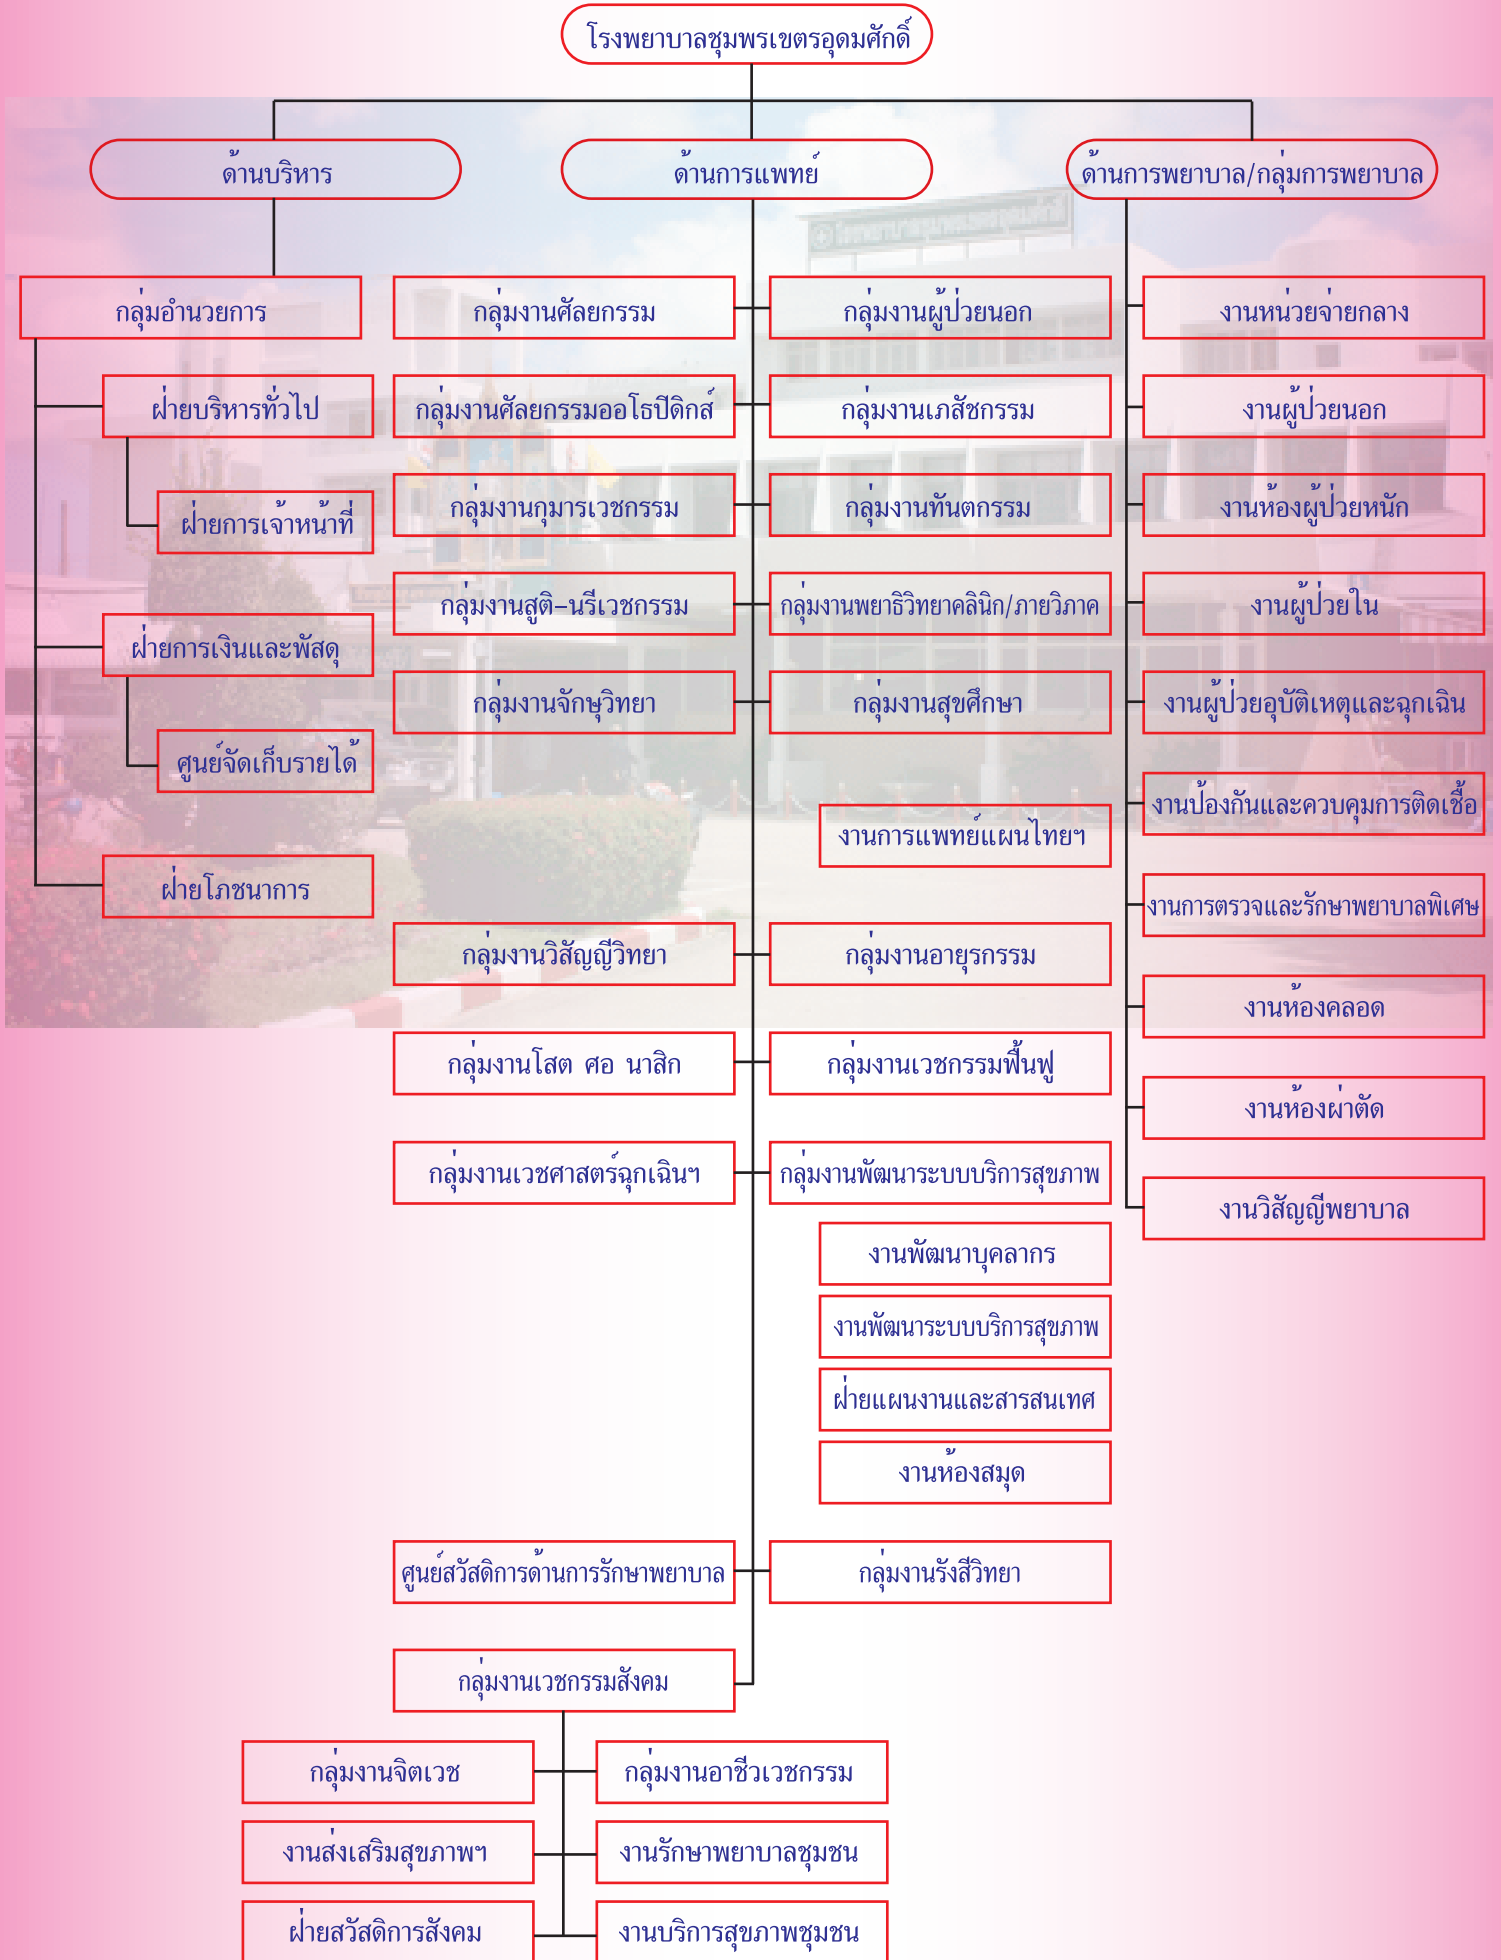 โรงพยาบาลชุมพรเขตรอุดมศักดิ์
ด้านบริหาร
ด้านการแพทย์
ด้านการพยาบาล/กลุ่มการพยาบาล
กลุ่มอำนวยการ
ฝ่ายบริหารทั่วไป
ฝ่ายการเจ้าหน้าที่
ฝ่ายการเงินและพัสดุ
ศูนย์จัดเก็บรายได้
ฝ่ายโภชนาการ
กลุ่มงานศัลยกรรม
กลุ่มงานผู้ป่วยนอก
กลุ่มงานศัลยกรรมออโธปิดิกส์
กลุ่มงานเภสัชกรรม
กลุ่มงานกุมารเวชกรรม
กลุ่มงานทันตกรรม
กลุ่มงานสูติ–นรีเวชกรรม
กลุ่มงานพยาธิวิทยาคลินิก/ภายวิภาค
กลุ่มงานจักษุวิทยา
กลุ่มงานสุขศึกษา
งานการแพทย์แผนไทยฯ
กลุ่มงานวิสัญญีวิทยา
กลุ่มงานอายุรกรรม
กลุ่มงานโสต ศอ นาสิก
กลุ่มงานเวชกรรมฟื้นฟู
กลุ่มงานเวชศาสตร์ฉุกเฉินฯ
กลุ่มงานพัฒนาระบบบริการสุขภาพ
งานพัฒนาบุคลากร
งานพัฒนาระบบบริการสุขภาพ
ฝ่ายแผนงานและสารสนเทศ
งานห้องสมุด
ศูนย์สวัสดิการด้านการรักษาพยาบาล
กลุ่มงานรังสีวิทยา
กลุ่มงานเวชกรรมสังคม
กลุ่มงานจิตเวช
กลุ่มงานอาชีวเวชกรรม
งานส่งเสริมสุขภาพฯ
งานรักษาพยาบาลชุมชน
ฝ่ายสวัสดิการสังคม
งานบริการสุขภาพชุมชน
งานหน่วยจ่ายกลาง
งานผู้ป่วยนอก
งานห้องผู้ป่วยหนัก
งานผู้ป่วยใน
งานผู้ป่วยอุบัติเหตุและฉุกเฉิน
งานป้องกันและควบคุมการติดเชื้อ
งานการตรวจและรักษาพยาบาลพิเศษ
งานห้องคลอด
งานห้องผ่าตัด
งานวิสัญญีพยาบาล